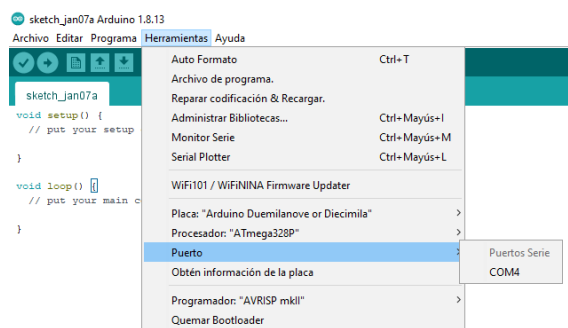 sketch_jan07a Arduino 1.8.13
Archivo Editar Programa Herramientas Ayuda
sketch_jan07a
void setup() {
// put your setup
}
void loop() {
// put your main c
}
Auto Formato Ctrl+T
Archivo de programa.
Reparar codificación & Recargar.
Administrar Bibliotecas... Ctrl+Mayús+I
Monitor Serie Ctrl+Mayús+M
Serial Plotter Ctrl+Mayús+L
WiFi101 / WiFiNINA Firmware Updater
Placa: "Arduino Duemilanove or Diecimila"
Procesador: "ATmega328P"
Puerto
Obtén información de la placa
Programador: "AVRISP mkII"
Quemar Bootloader
Puertos Serie
COM4